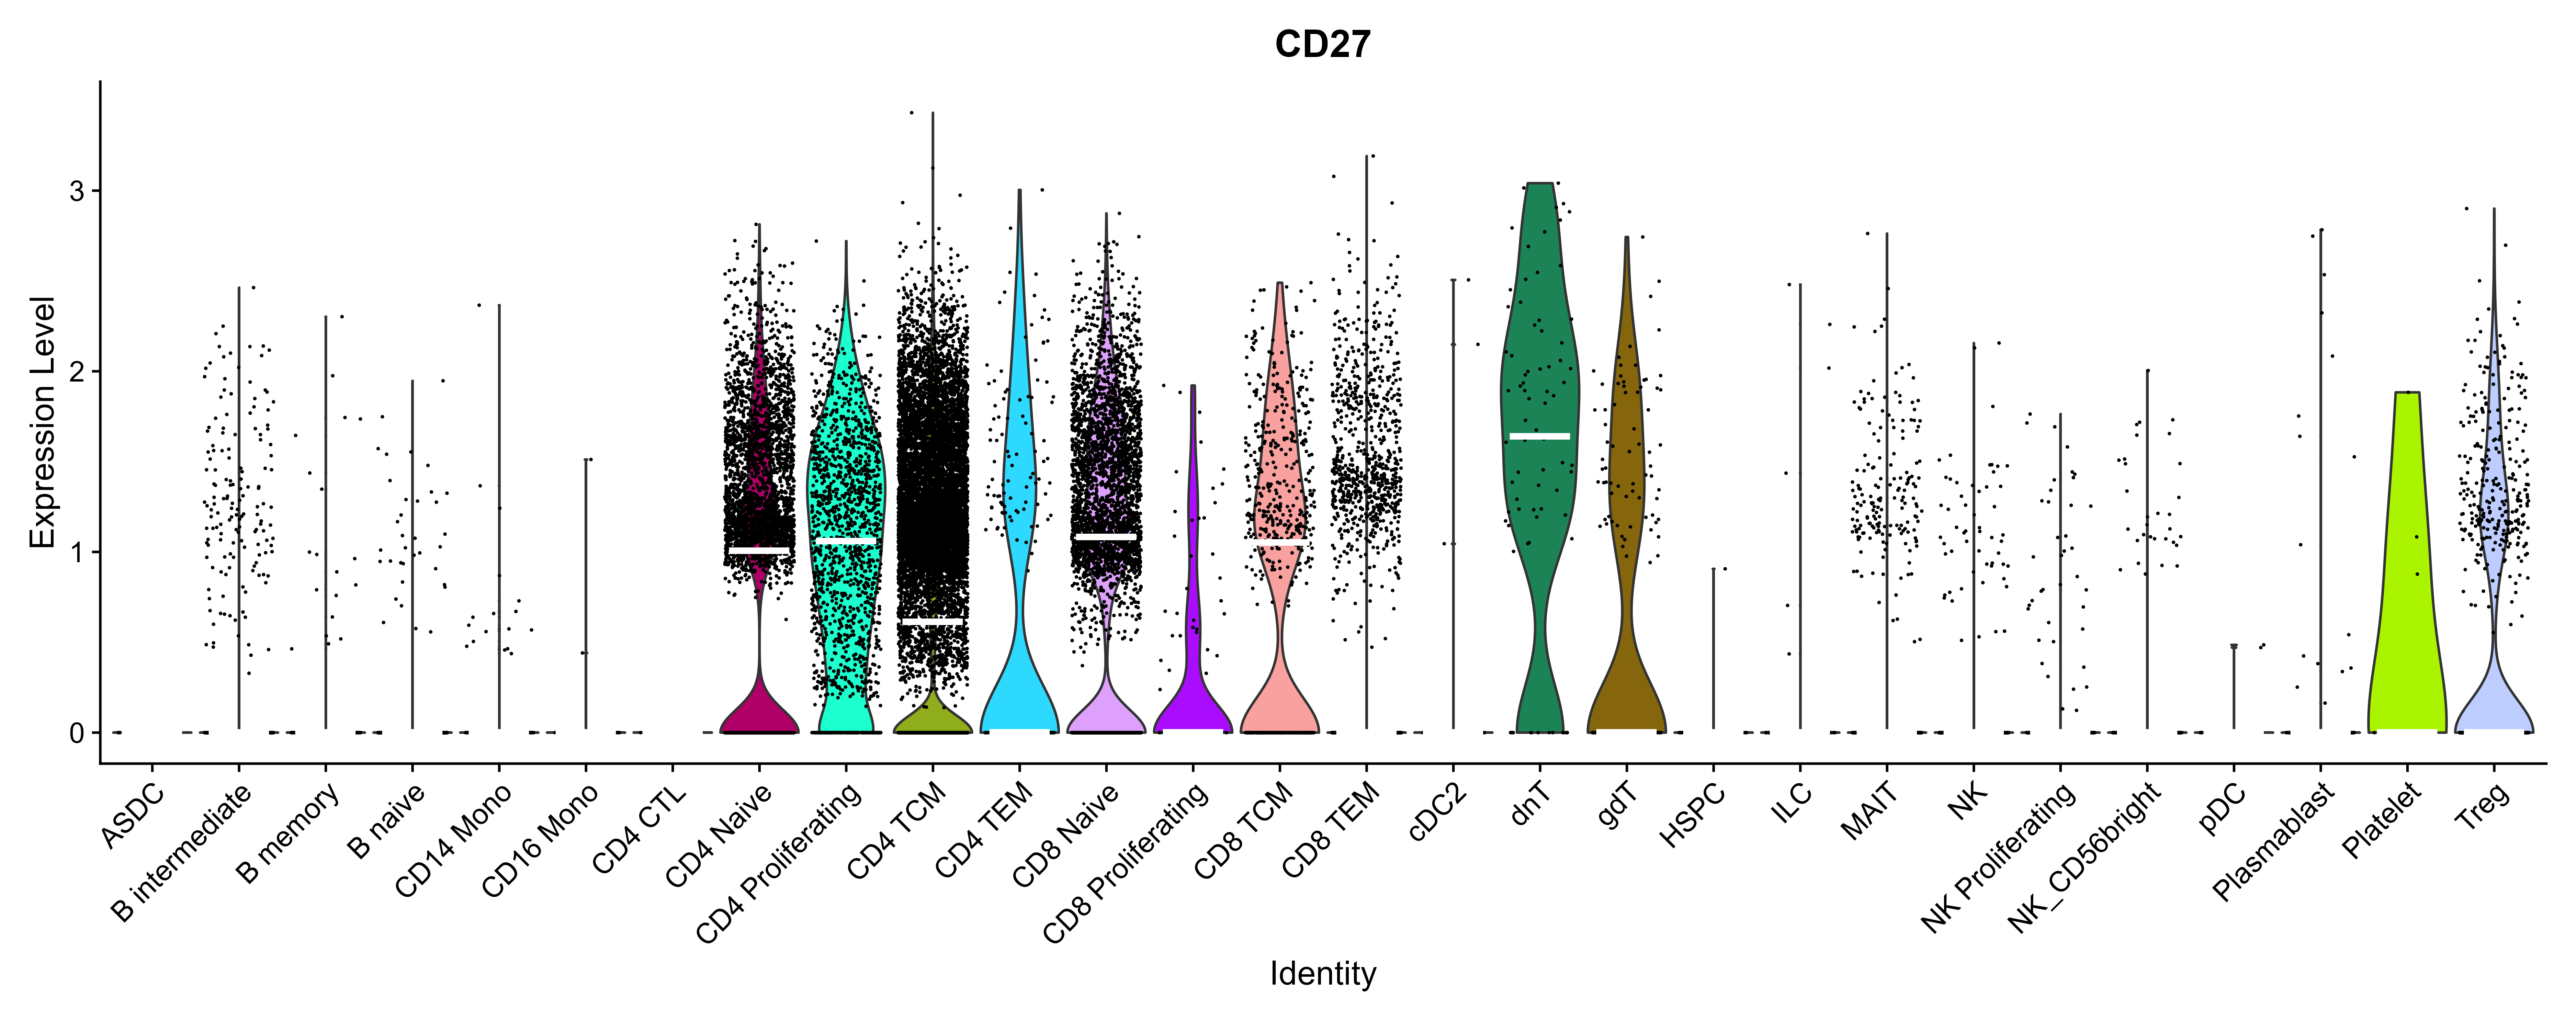 CD27
Expression Level
3
2
1
0
ASDC
B intermediate
B memory
B naive
CD14 Mono
CD16 Mono
CD4 CTL
CD4 Naive
CD4 Proliferating
CD4 TCM
CD4 TEM
CD8 Naive
CD8 Proliferating
CD8 TCM
CD8 TEM
cDC2
dnT
gdT
HSPC
ILC
MAIT
NK
NK Proliferating
NK_CD56bright
pDC
Plasmablast
Platelet
Treg
Identity